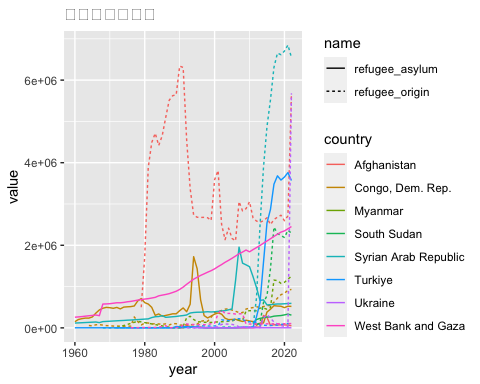 name
refugee_asylum
refugee_origin
country
Afghanistan
Congo, Dem. Rep.
Myanmar
South Sudan
Syrian Arab Republic
Turkiye
Ukraine
West Bank and Gaza
value
6e+06
4e+06
2e+06
0e+00
1960
1980
2000
2020
year